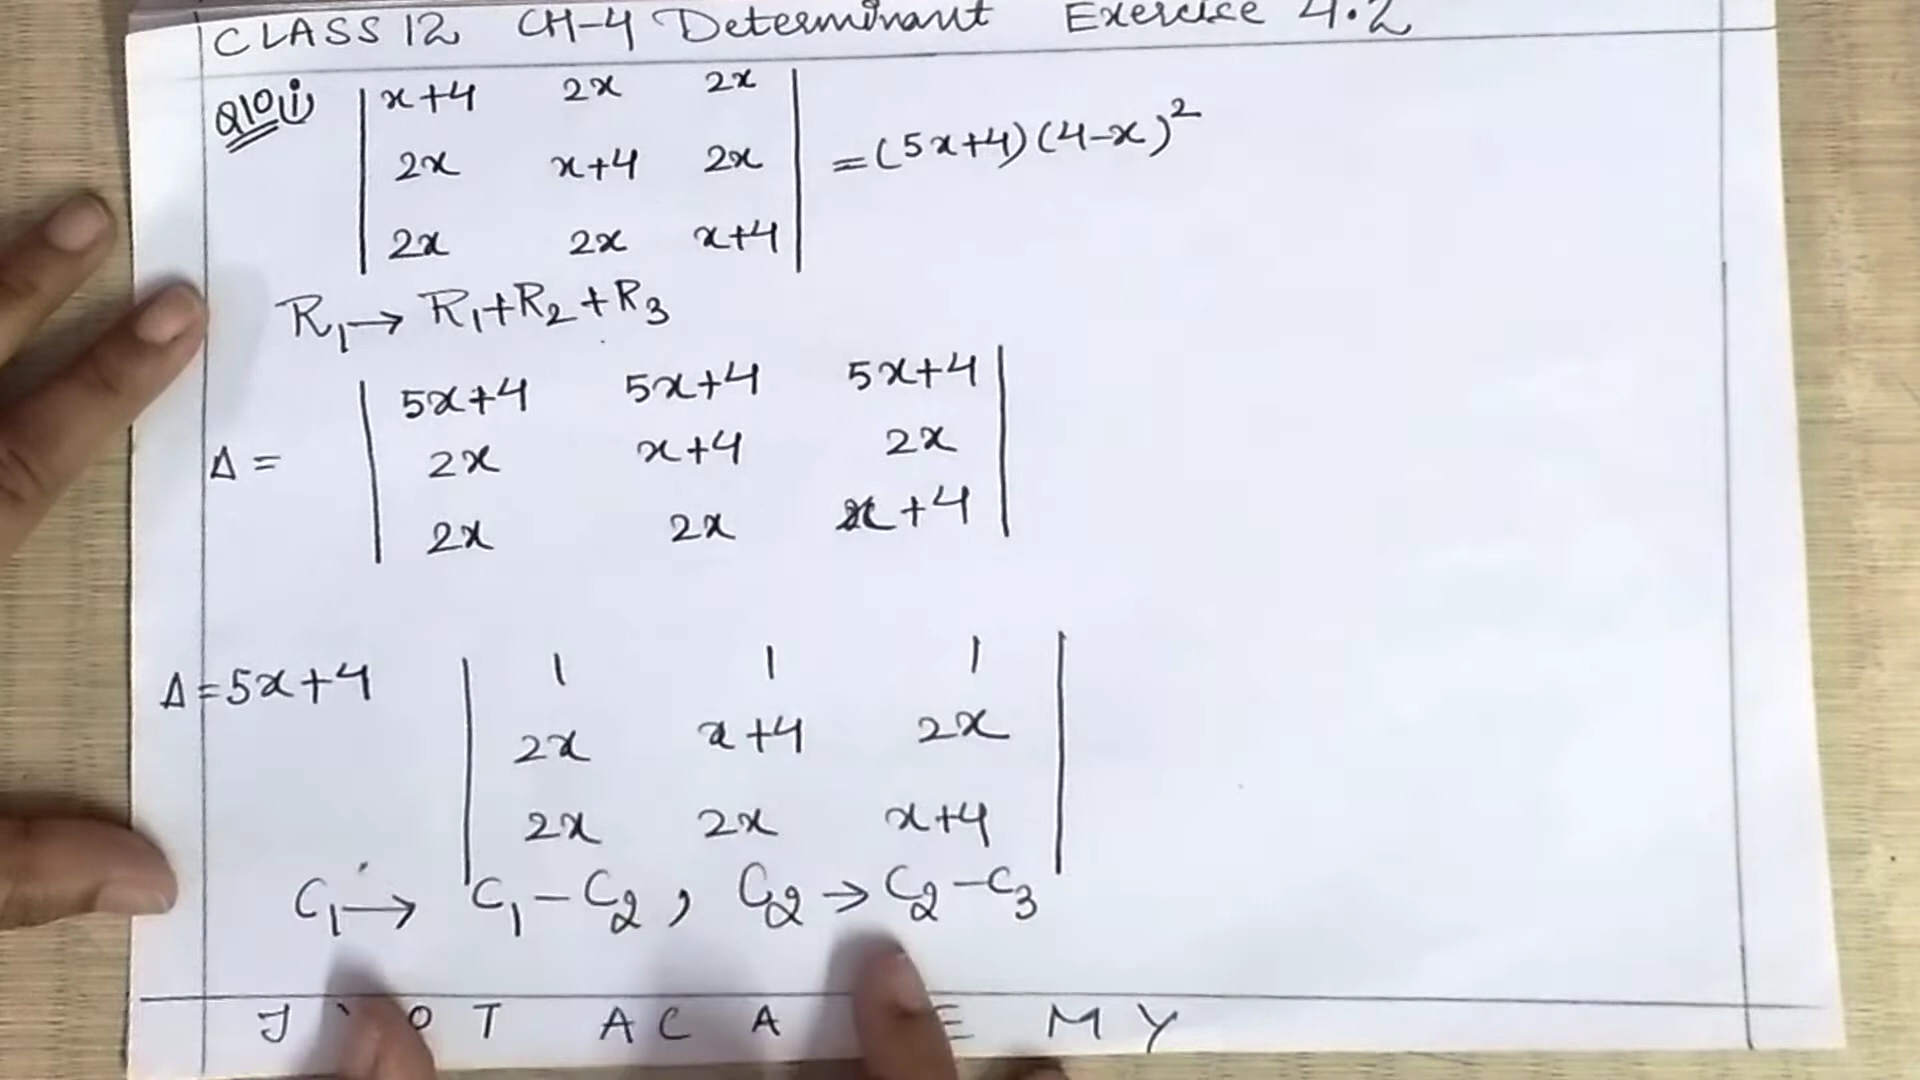 CLASS 12 CH-4 Determinant Exercise 4.2
Q10 (i) | x+4 2x 2x |
| 2x x+4 2x | = (5x+4)(4-x)²
| 2x 2x x+4 |
R₁→ R₁+R₂+R₃
| 5x+4 5x+4 5x+4 |
Δ = | 2x x+4 2x |
| 2x 2x x+4 |
Δ=5x+4 | 1 1 1 |
| 2x x+4 2x |
| 2x 2x x+4 |
C₁→ C₁-C₂, C₂→C₂-C₃